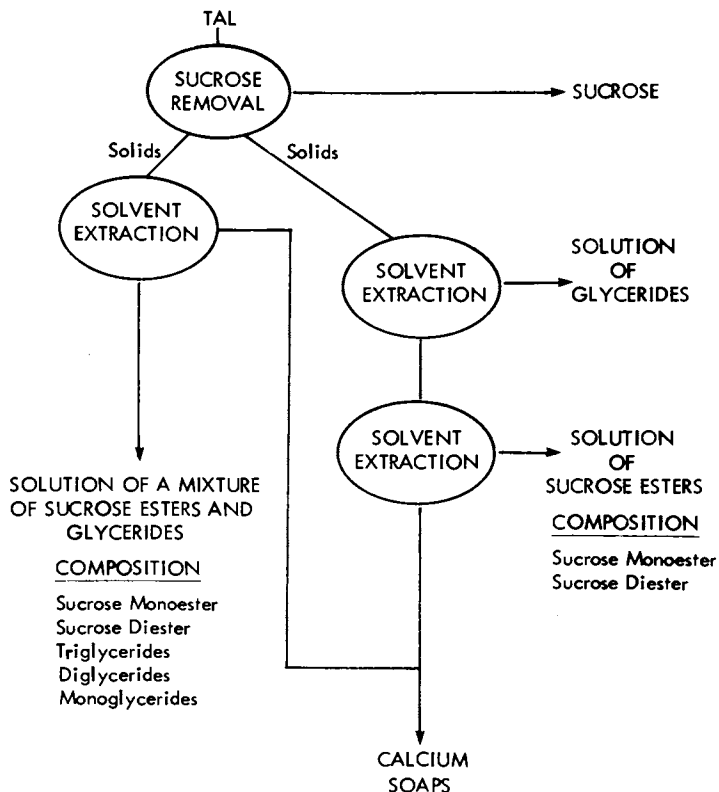 TAL
SUCROSE
REMOVAL
SUCROSE
Solids
Solids
SOLVENT
EXTRACTION
SOLVENT
EXTRACTION
SOLUTION
OF
GLYCERIDES
SOLVENT
EXTRACTION
SOLUTION
OF
SUCROSE ESTERS
COMPOSITION
Sucrose Monoester
Sucrose Diester
SOLUTION OF A MIXTURE
OF SUCROSE ESTERS AND
GLYCERIDES
COMPOSITION
Sucrose Monoester
Sucrose Diester
Triglycerides
Diglycerides
Monoglycerides
CALCIUM
SOAPS